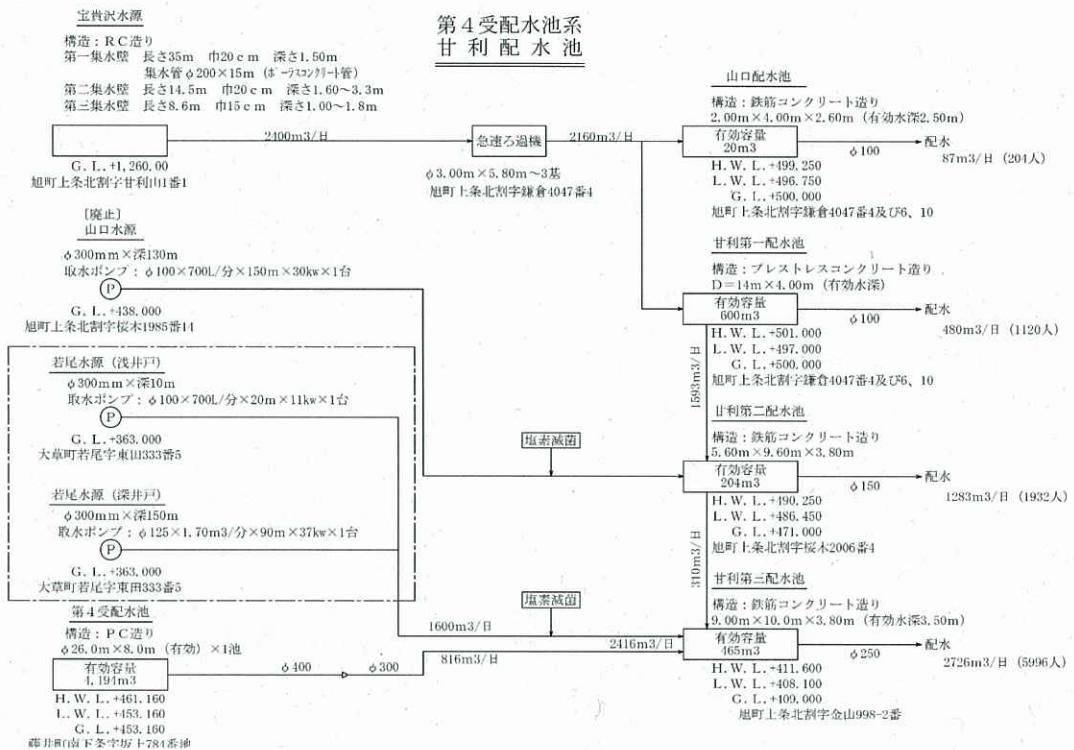 第４受配水池系
甘利配水池
宝貴沢水源
構造：ＲＣ造り
第一集水壁　長さ35m　巾20ｃｍ　深さ1.50m
集水管φ200×15m（ポーラスコンクリート管）
第二集水壁　長さ14.5m　巾20ｃｍ　深さ1.60～3.3m
第三集水壁　長さ8.6m　巾15ｃｍ　深さ1.00～1.8m
2400m3/日
G. L. +1,260.00
旭町上条北割字甘利山1番1
急速ろ過機
2160m3/日
φ3.00m×5.80m～3基
旭町上条北割字鎌倉4047番4
山口配水池
構造：鉄筋コンクリート造り
2.00m×4.00m×2.60m（有効水深2.50m）
有効容量
20m3
φ100
配水
87m3/日（204人）
H. W. L. +499.250
L. W. L. +496.750
G. L. +500.000
旭町上条北割字鎌倉4047番4及び6、10
［廃止］
山口水源
φ300mm×深130m
取水ポンプ：φ100×700L/分×150m×30kw×1台
P
G. L. +438.000
旭町上条北割字桜木1985番14
甘利第一配水池
構造：プレストレスコンクリート造り
D＝14m×4.00m（有効水深）
有効容量
600m3
φ100
配水
480m3/日（1120人）
H. W. L. +501.000
L. W. L. +497.000
G. L. +500.000
旭町上条北割字鎌倉4047番4及び6、10
1593m3/日
若尾水源（浅井戸）
φ300mm×深10m
取水ポンプ：φ100×700L/分×20m×11kw×1台
P
G. L. +363.000
大草町若尾字東田333番5
塩素滅菌
甘利第二配水池
構造：鉄筋コンクリート造り
5.60m×9.60m×3.80m
有効容量
204m3
φ150
配水
1283m3/日（1932人）
H. W. L. +490.250
L. W. L. +486.450
G. L. +471.000
旭町上条北割字桜木2006番4
310m3/日
若尾水源（深井戸）
φ300mm×深150m
取水ポンプ：φ125×1.70m3/分×90m×37kw×1台
P
G. L. +363.000
大草町若尾字東田333番5
塩素滅菌
1600m3/日
甘利第三配水池
構造：鉄筋コンクリート造り
9.00m×10.0m×3.80m（有効水深3.50m）
2416m3/日
有効容量
465m3
φ250
配水
2726m3/日（5996人）
H. W. L. +411.600
L. W. L. +408.100
G. L. +409.000
旭町上条北割字金山998-2番
第４受配水池
構造：ＰＣ造り
φ26.0m×8.0m（有効）×1池
有効容量
4,194m3
φ400
φ300
816m3/日
H. W. L. +461.160
L. W. L. +453.160
G. L. +453.160
藤井町南下条字坂上784番地